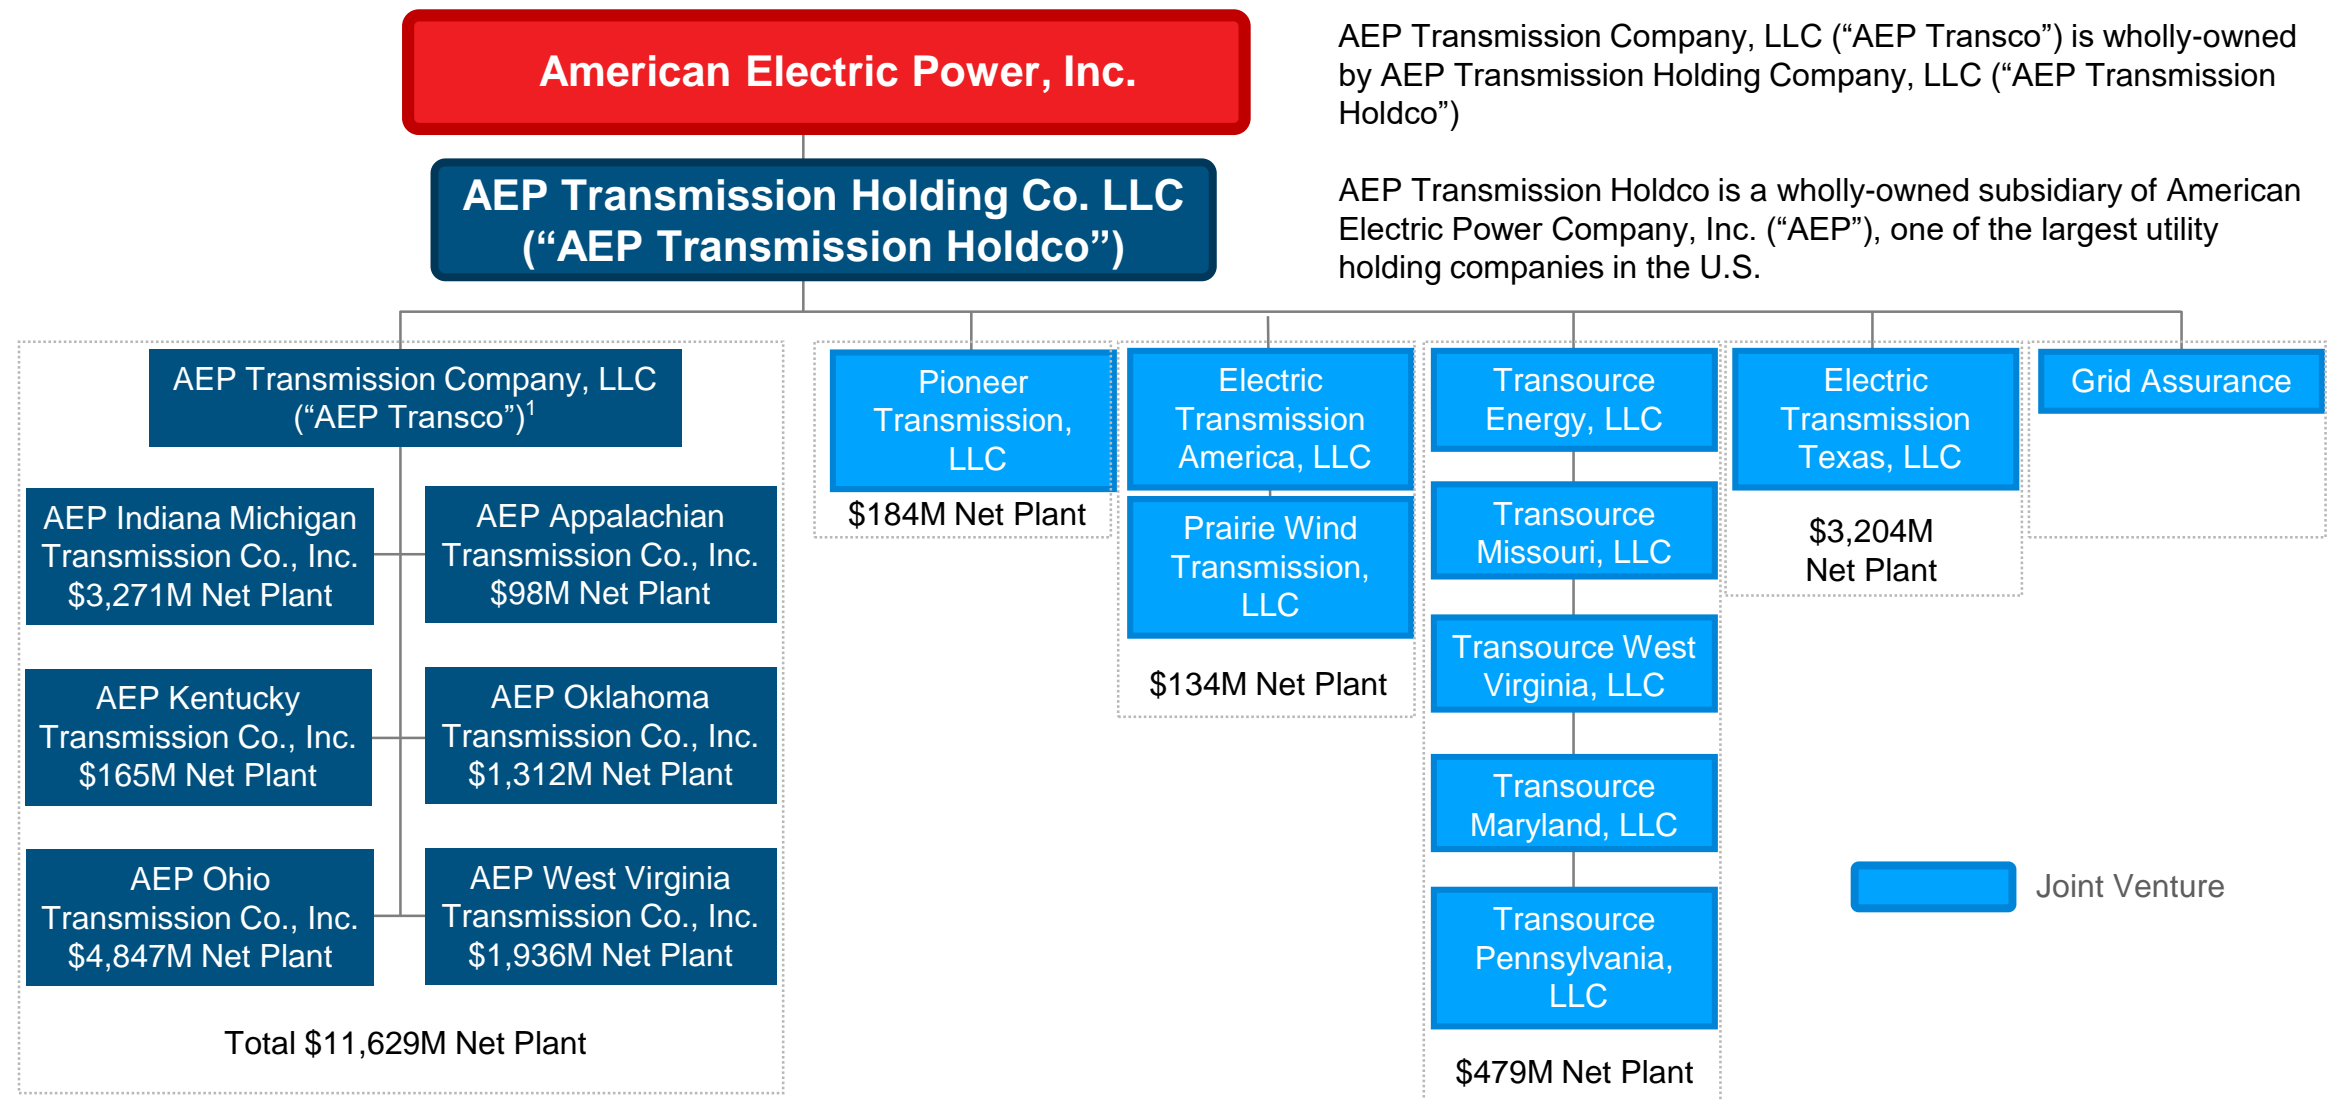 American Electric Power, Inc.
AEP Transmission Holding Co. LLC
(“AEP Transmission Holdco”)
AEP Transmission Company, LLC (“AEP Transco”) is wholly-owned
by AEP Transmission Holding Company, LLC (“AEP Transmission
Holdco”)
AEP Transmission Holdco is a wholly-owned subsidiary of American
Electric Power Company, Inc. (“AEP”), one of the largest utility
holding companies in the U.S.
AEP Transmission Company, LLC
(“AEP Transco”)1
AEP Indiana Michigan
Transmission Co., Inc.
$3,271M Net Plant
AEP Appalachian
Transmission Co., Inc.
$98M Net Plant
AEP Kentucky
Transmission Co., Inc.
$165M Net Plant
AEP Oklahoma
Transmission Co., Inc.
$1,312M Net Plant
AEP Ohio
Transmission Co., Inc.
$4,847M Net Plant
AEP West Virginia
Transmission Co., Inc.
$1,936M Net Plant
Total $11,629M Net Plant
Pioneer
Transmission,
LLC
$184M Net Plant
Electric
Transmission
America, LLC
Prairie Wind
Transmission,
LLC
$134M Net Plant
Transource
Energy, LLC
Transource
Missouri, LLC
Transource West
Virginia, LLC
Transource
Maryland, LLC
Transource
Pennsylvania,
LLC
$479M Net Plant
Electric
Transmission
Texas, LLC
$3,204M
Net Plant
Grid Assurance
Joint Venture